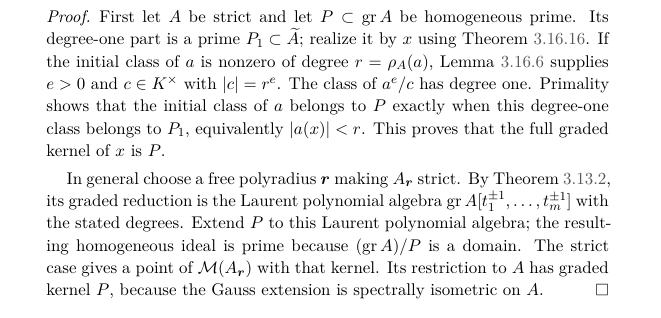 Proof. First let A be strict and let P ⊂ gr A be homogeneous prime. Its
degree-one part is a prime P₁ ⊂ Ã; realize it by x using Theorem 3.16.16. If
the initial class of a is nonzero of degree r = ρ_A(a), Lemma 3.16.6 supplies
e > 0 and c ∈ K^× with |c| = r^e. The class of a^e/c has degree one. Primality
shows that the initial class of a belongs to P exactly when this degree-one
class belongs to P₁, equivalently |a(x)| < r. This proves that the full graded
kernel of x is P.
In general choose a free polyradius r making A_r strict. By Theorem 3.13.2,
its graded reduction is the Laurent polynomial algebra gr A[t₁^{±1}, …, t_m^{±1}] with
the stated degrees. Extend P to this Laurent polynomial algebra; the result-
ing homogeneous ideal is prime because (gr A)/P is a domain. The strict
case gives a point of ℳ(A_r) with that kernel. Its restriction to A has graded
kernel P, because the Gauss extension is spectrally isometric on A. □